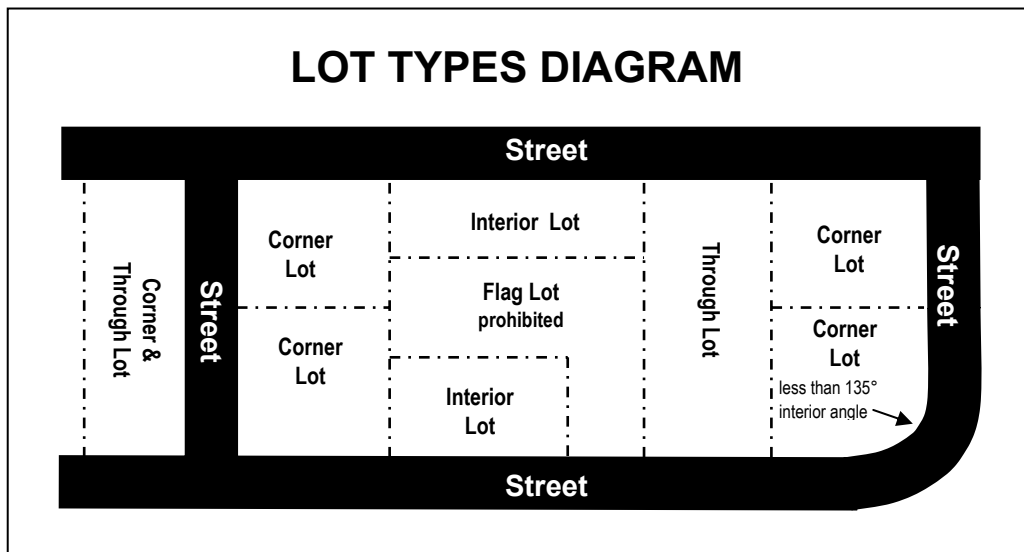 LOT TYPES DIAGRAM
Street
Corner &
Through Lot
Street
Corner
Lot
Corner
Lot
Interior Lot
Flag Lot
prohibited
Interior
Lot
Through Lot
Corner
Lot
Corner
Lot
less than 135°
interior angle
Street
Street